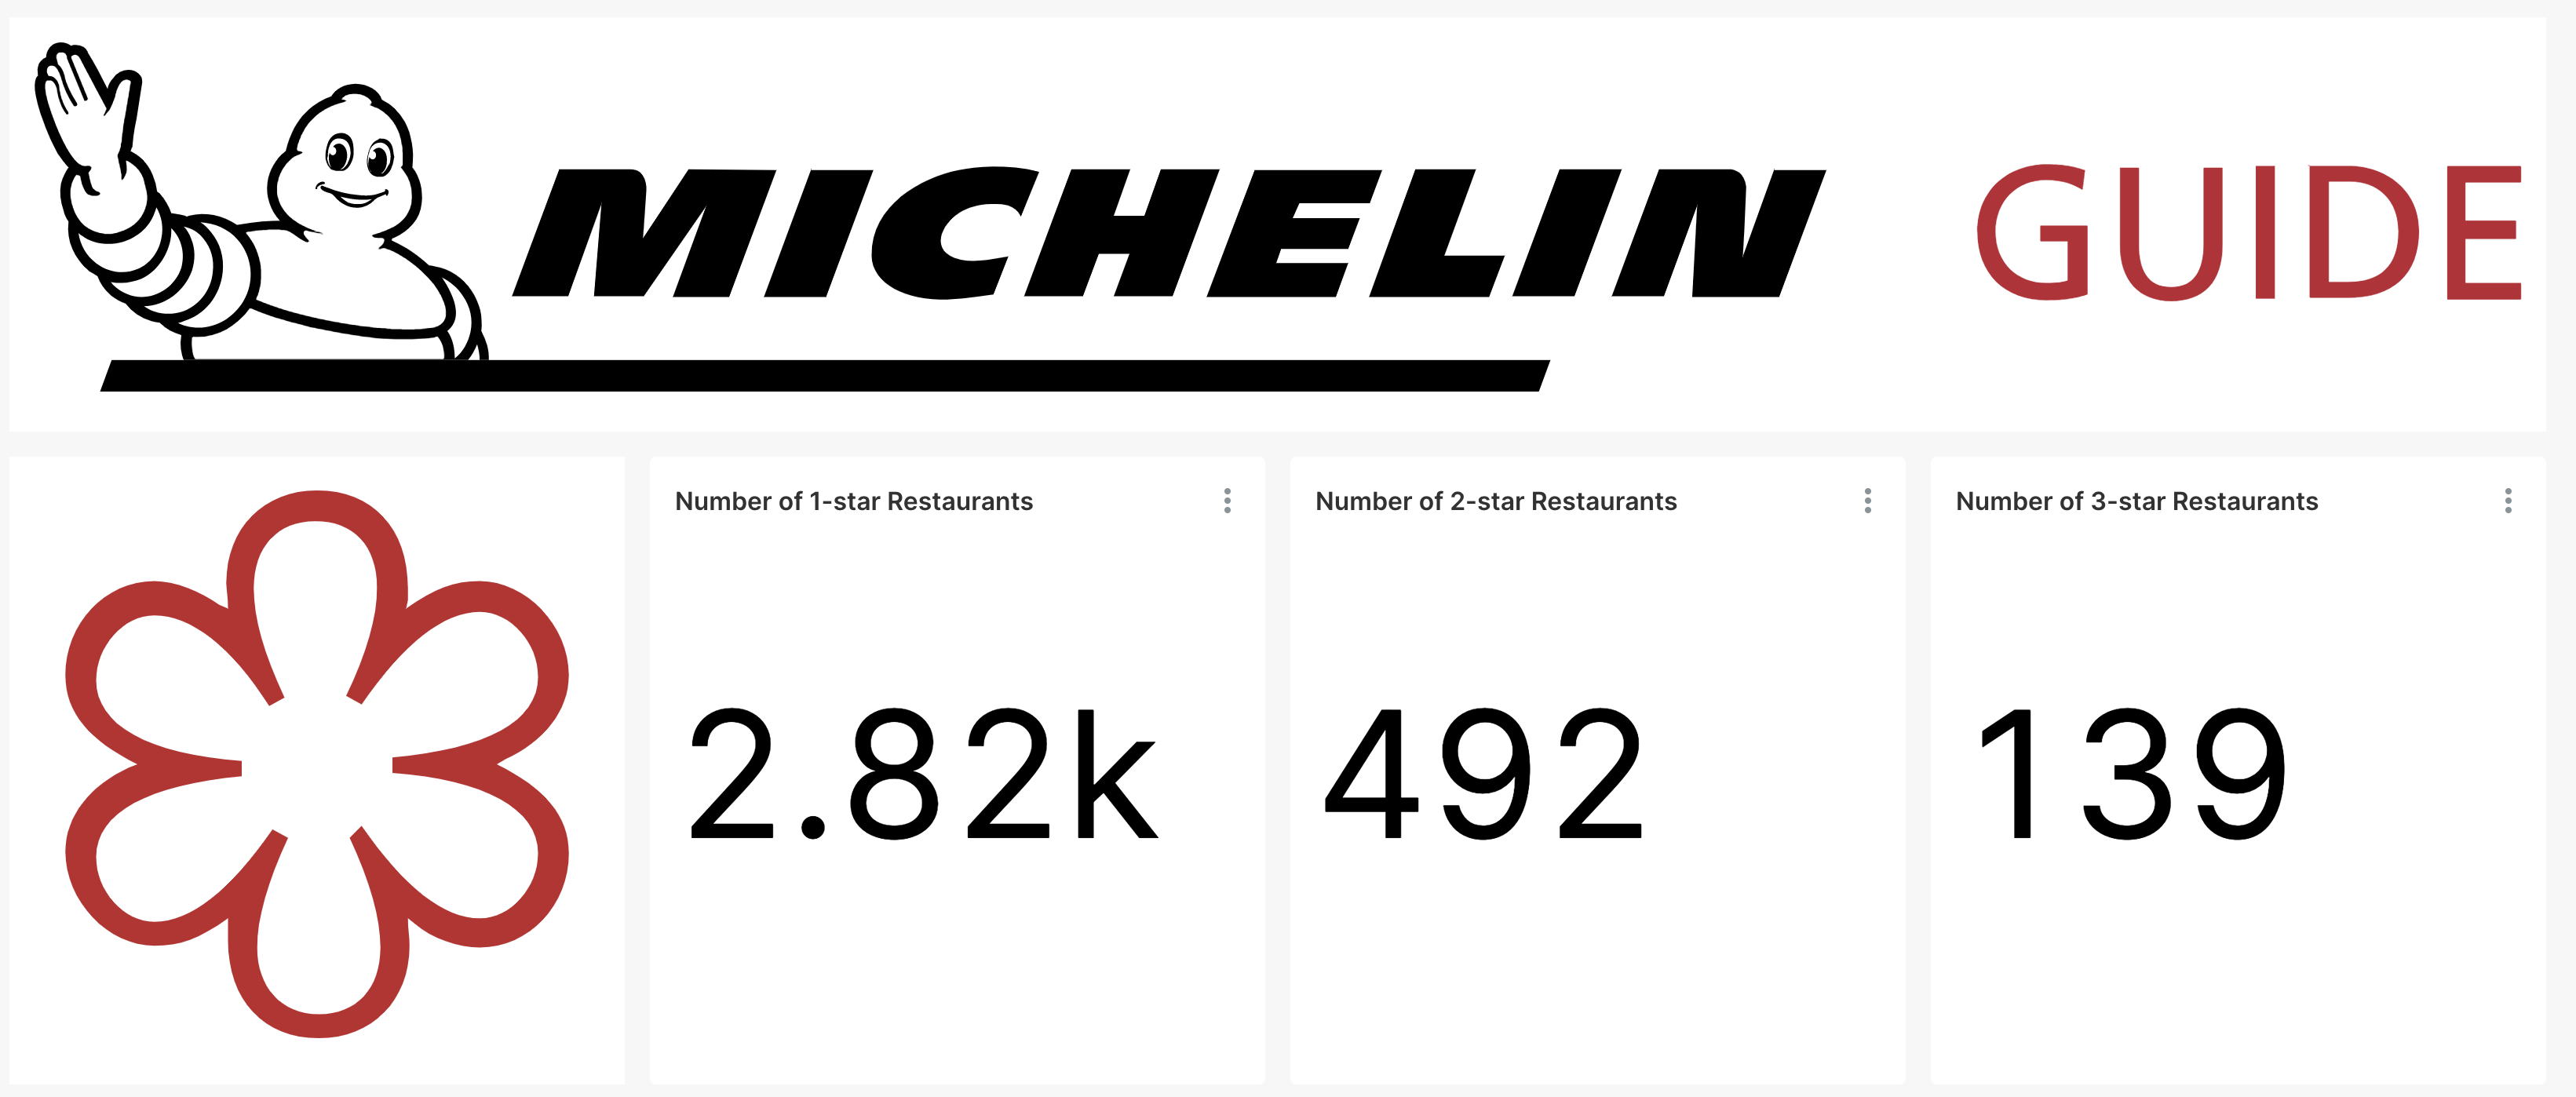 MICHELIN GUIDE
Number of 1-star Restaurants
2.82k
Number of 2-star Restaurants
492
Number of 3-star Restaurants
139